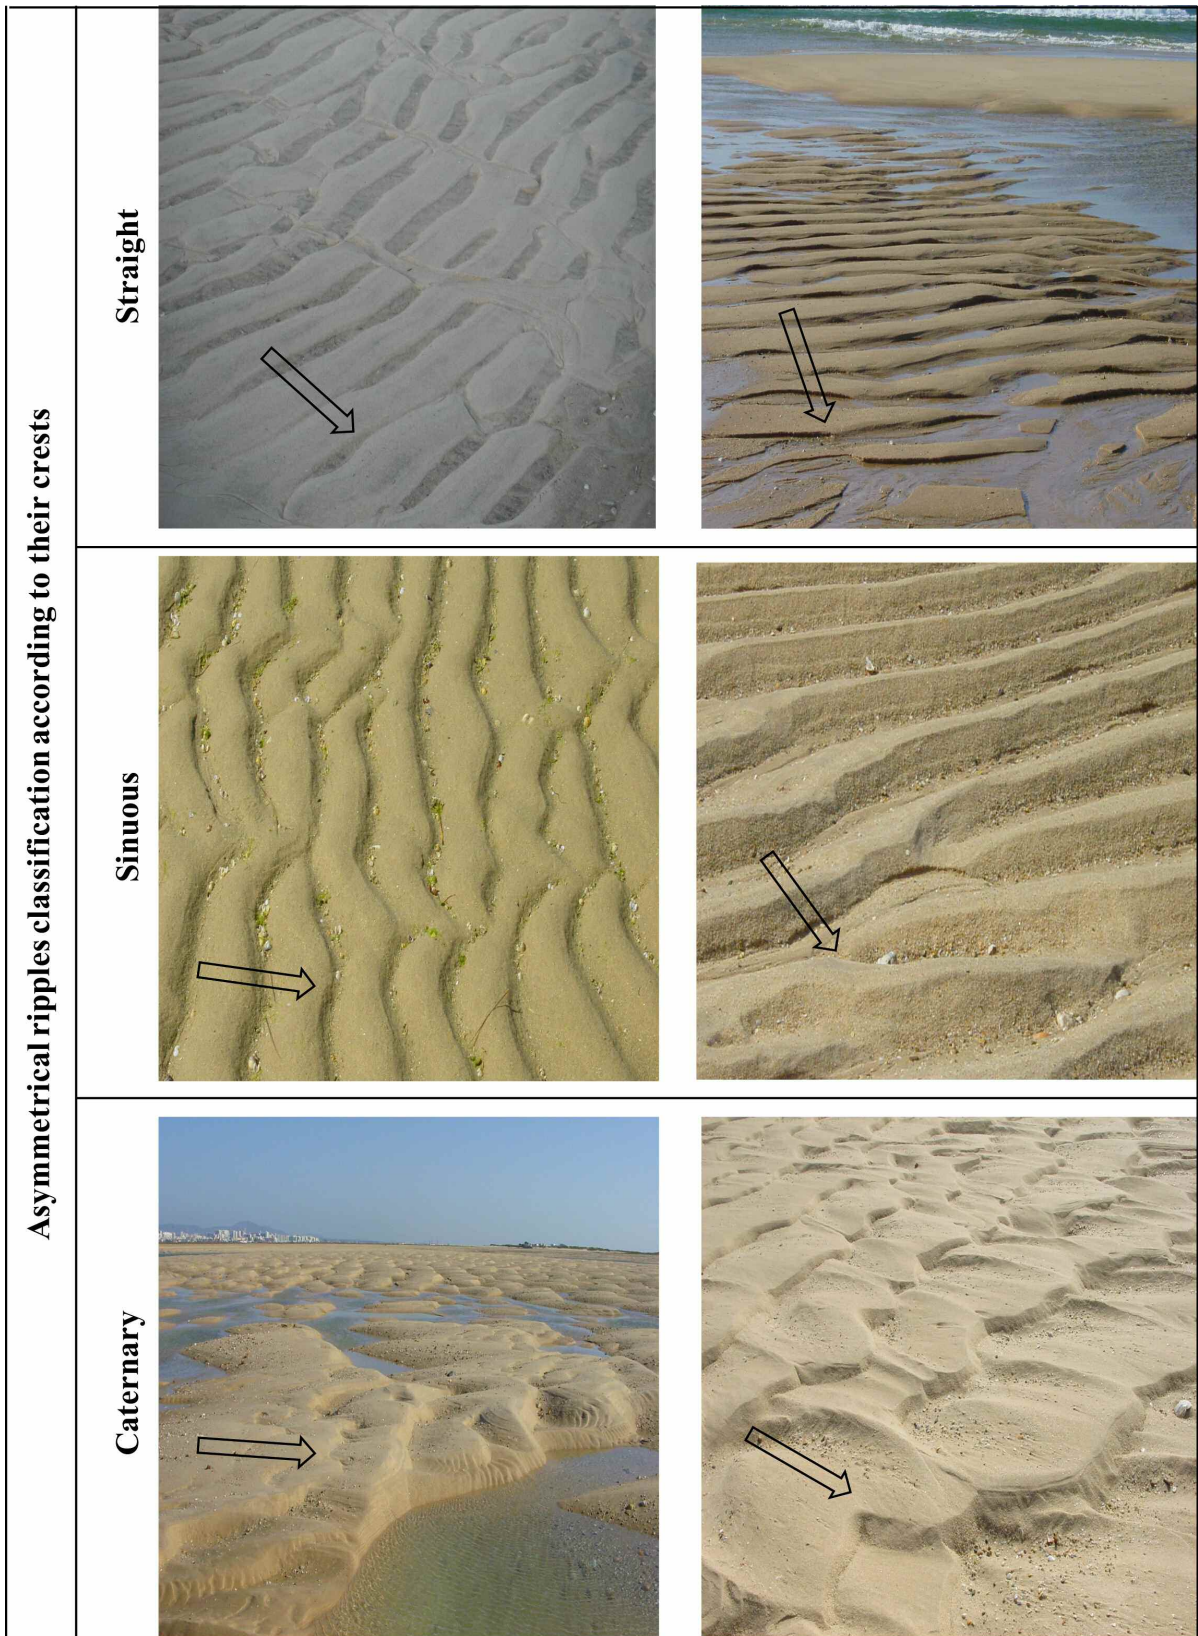 Asymmetrical ripples classification according to their crests
Straight
Sinuous
Caternary